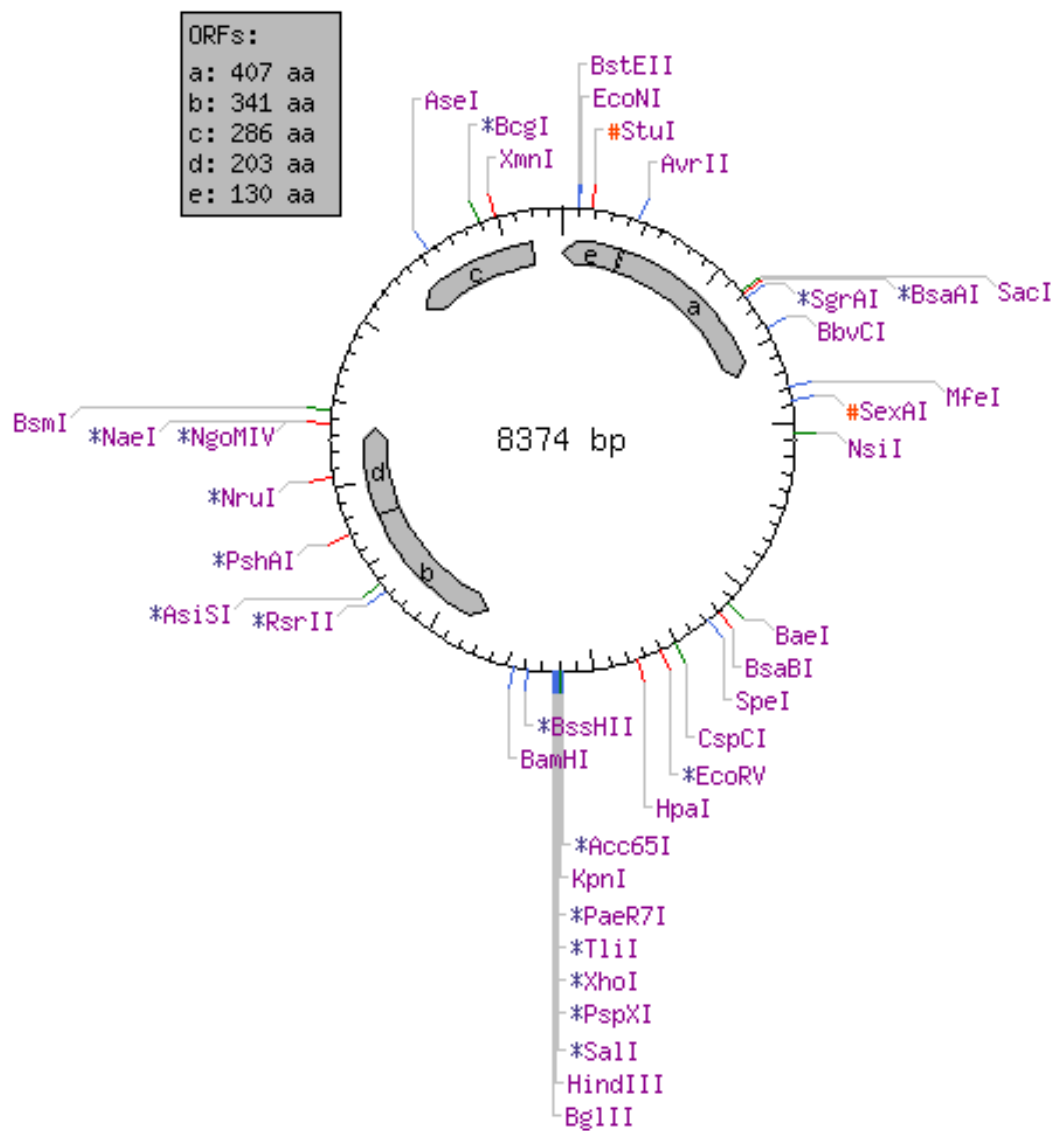 ORFs:
a: 407 aa
b: 341 aa
c: 286 aa
d: 203 aa
e: 130 aa
BstEII
EcoNI
#StuI
AvrII
AseI
*BcgI
XmnI
*SgrAI *BsaAI SacI
BbvCI
MfeI
#SexAI
NsiI
BsmI *NaeI *NgoMIV
*NruI
*PshAI
*AsiSI *RsrII
c
e
a
8374 bp
d
b
BaeI
BsaBI
SpeI
CspCI
*EcoRV
HpaI
*BssHII
BamHI
*Acc65I
KpnI
*PaeR7I
*TliI
*XhoI
*PspXI
*SalI
HindIII
BglII